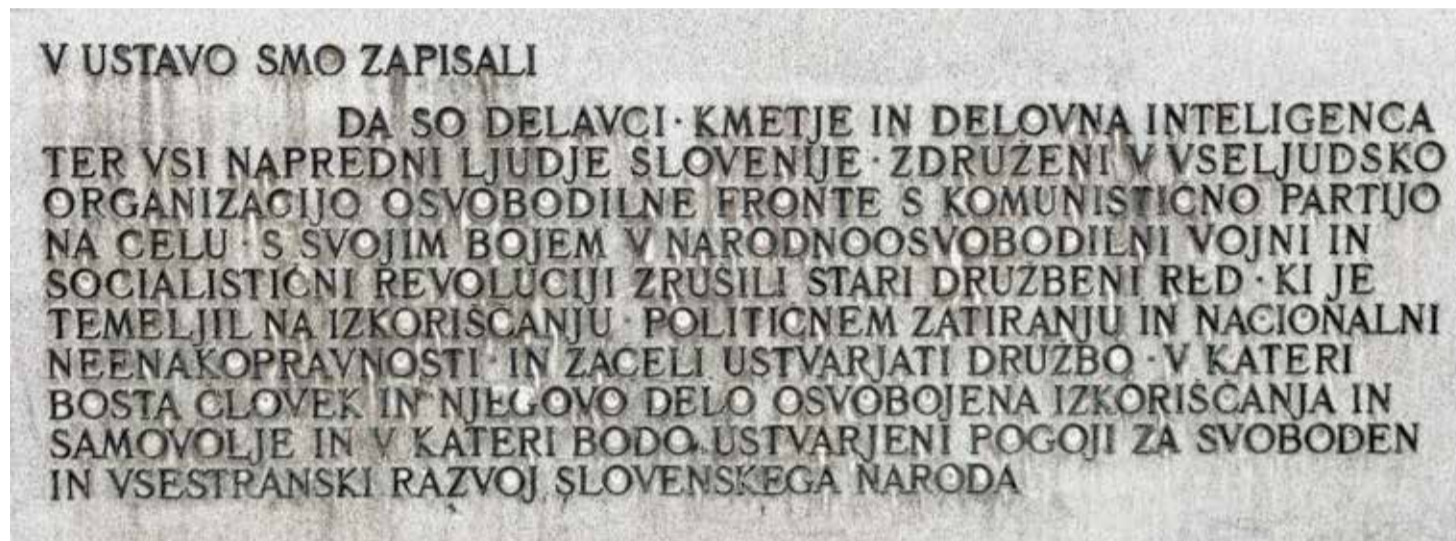 V USTAVO SMO ZAPISALI
DA SO DELAVCI · KMETJE IN DELOVNA INTELIGENCA
TER VSI NAPREDNI LJUDJE SLOVENIJE · ZDRUŽENI V VSELJUDSKO
ORGANIZACIJO OSVOBODILNE FRONTE S KOMUNISTIČNO PARTIJO
NA ČELU · S SVOJIM BOJEM V NARODNOOSVOBODILNI VOJNI IN
SOCIALISTIČNI REVOLUCIJI ZRUŠILI STARI DRUŽBENI RED · KI JE
TEMELJIL NA IZKORIŠČANJU · POLITIČNEM ZATIRANJU IN NACIONALNI
NEENAKOPRAVNOSTI · IN ZAČELI USTVARJATI DRUŽBO · V KATERI
BOSTA ČLOVEK IN NJEGOVO DELO OSVOBOJENA IZKORIŠČANJA IN
SAMOVOLJE IN V KATERI BODO USTVARJENI POGOJI ZA SVOBODEN
IN VSESTRANSKI RAZVOJ SLOVENSKEGA NARODA